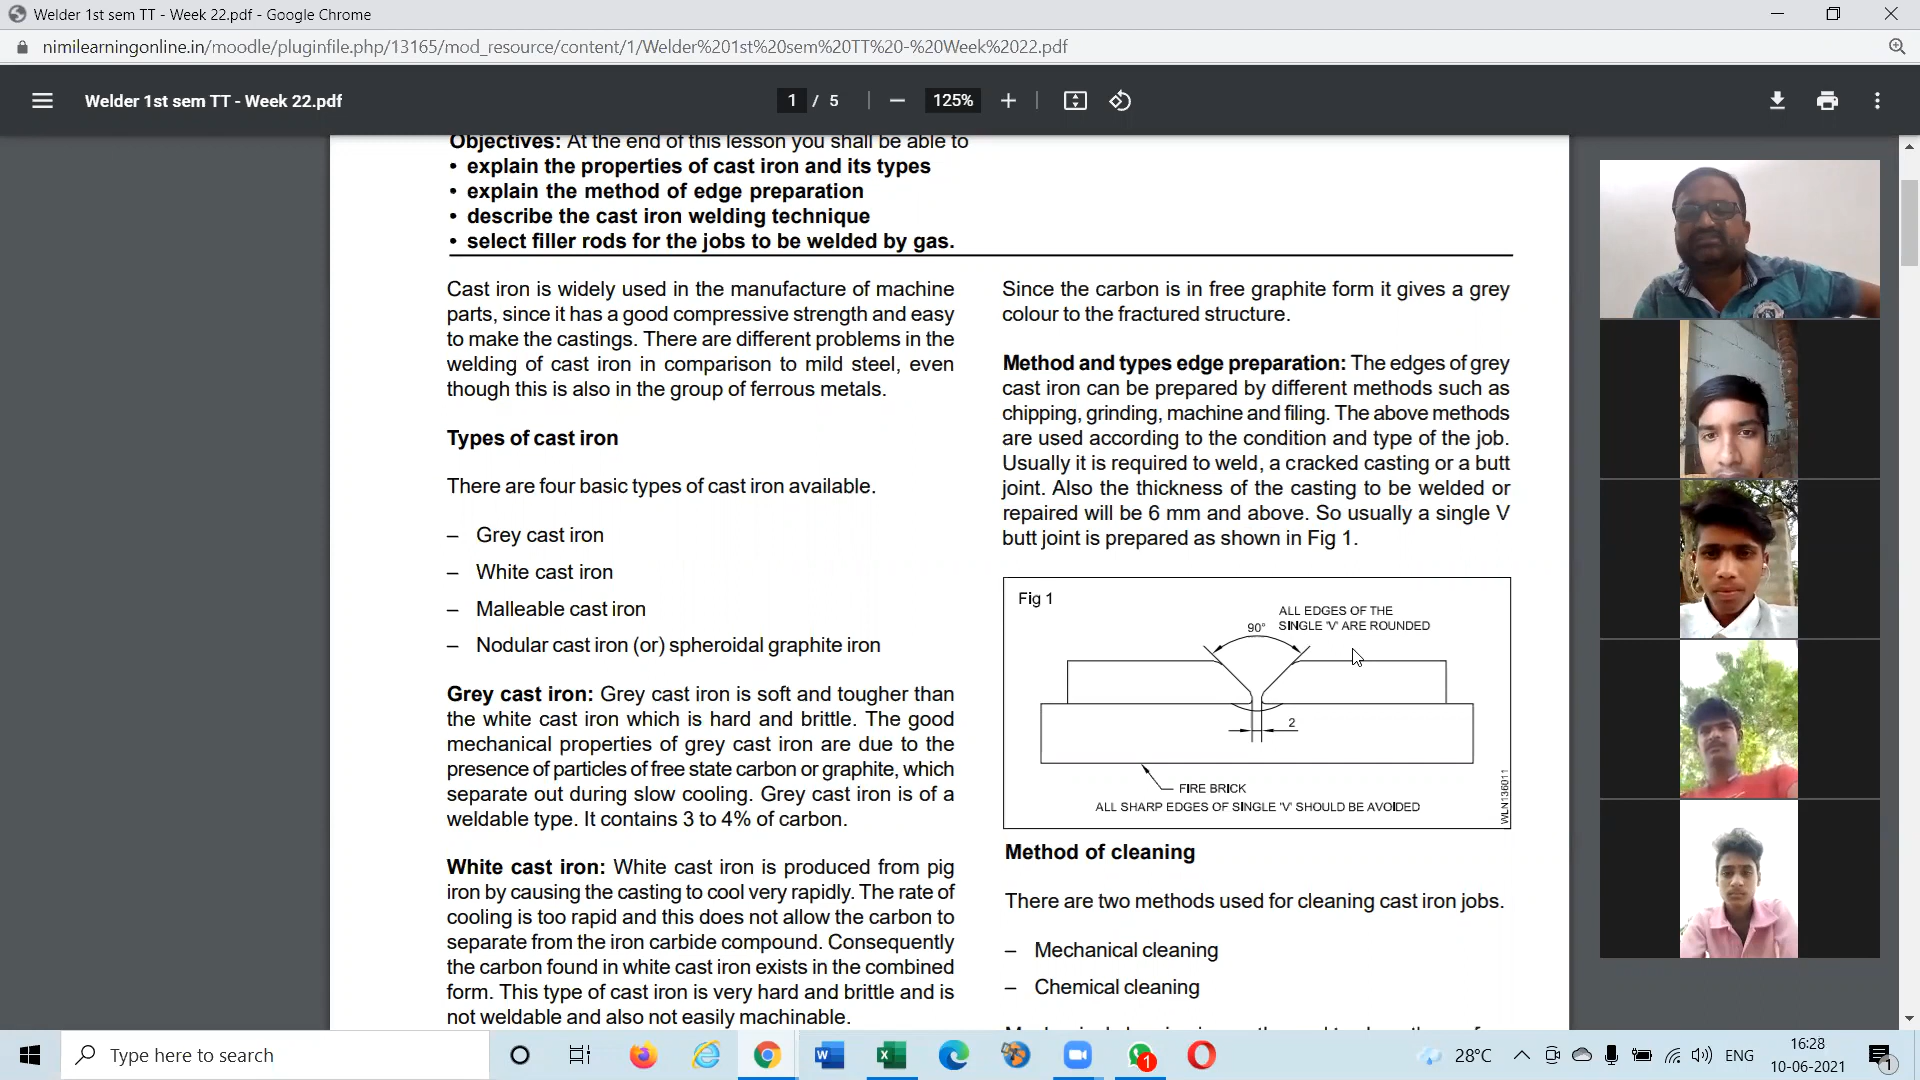 Welder 1st sem TT - Week 22.pdf - Google Chrome
nimilearningonline.in/moodle/pluginfile.php/13165/mod_resource/content/1/Welder%201st%20sem%20TT%20-%20Week%2022.pdf
Welder 1st sem TT - Week 22.pdf
1 / 5
125%
Objectives: At the end of this lesson you shall be able to
• explain the properties of cast iron and its types
• explain the method of edge preparation
• describe the cast iron welding technique
• select filler rods for the jobs to be welded by gas.
Cast iron is widely used in the manufacture of machine
parts, since it has a good compressive strength and easy
to make the castings. There are different problems in the
welding of cast iron in comparison to mild steel, even
though this is also in the group of ferrous metals.
Types of cast iron
There are four basic types of cast iron available.
– Grey cast iron
– White cast iron
– Malleable cast iron
– Nodular cast iron (or) spheroidal graphite iron
Grey cast iron: Grey cast iron is soft and tougher than
the white cast iron which is hard and brittle. The good
mechanical properties of grey cast iron are due to the
presence of particles of free state carbon or graphite, which
separate out during slow cooling. Grey cast iron is of a
weldable type. It contains 3 to 4% of carbon.
White cast iron: White cast iron is produced from pig
iron by causing the casting to cool very rapidly. The rate of
cooling is too rapid and this does not allow the carbon to
separate from the iron carbide compound. Consequently
the carbon found in white cast iron exists in the combined
form. This type of cast iron is very hard and brittle and is
not weldable and also not easily machinable.
Since the carbon is in free graphite form it gives a grey
colour to the fractured structure.
Method and types edge preparation: The edges of grey
cast iron can be prepared by different methods such as
chipping, grinding, machine and filing. The above methods
are used according to the condition and type of the job.
Usually it is required to weld, a cracked casting or a butt
joint. Also the thickness of the casting to be welded or
repaired will be 6 mm and above. So usually a single V
butt joint is prepared as shown in Fig 1.
Fig 1
ALL EDGES OF THE
SINGLE 'V' ARE ROUNDED
90°
2
FIRE BRICK
ALL SHARP EDGES OF SINGLE 'V' SHOULD BE AVOIDED
WLN136011
Method of cleaning
There are two methods used for cleaning cast iron jobs.
– Mechanical cleaning
– Chemical cleaning
Type here to search
1
28°C
ENG
16:28
10-06-2021
1